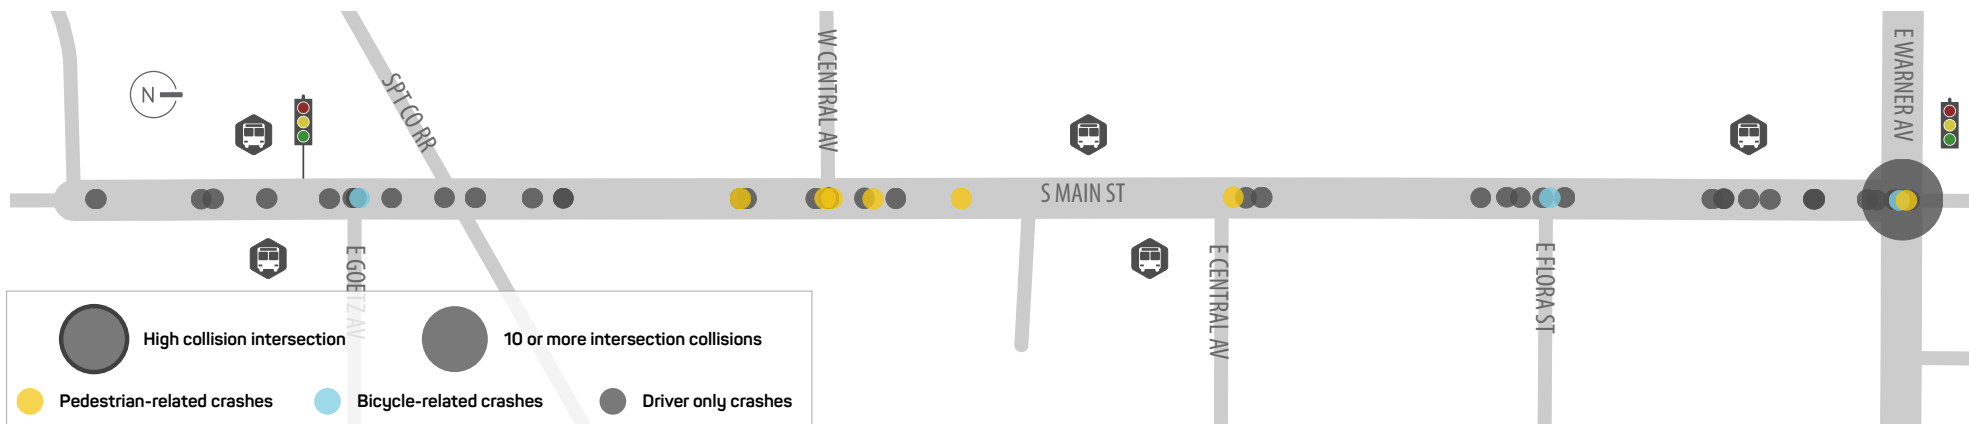 N
SPT CO RR
W CENTRAL AV
E WARNER AV
S MAIN ST
E GOETZ AV
E CENTRAL AV
E FLORA ST
High collision intersection
10 or more intersection collisions
Pedestrian-related crashes
Bicycle-related crashes
Driver only crashes